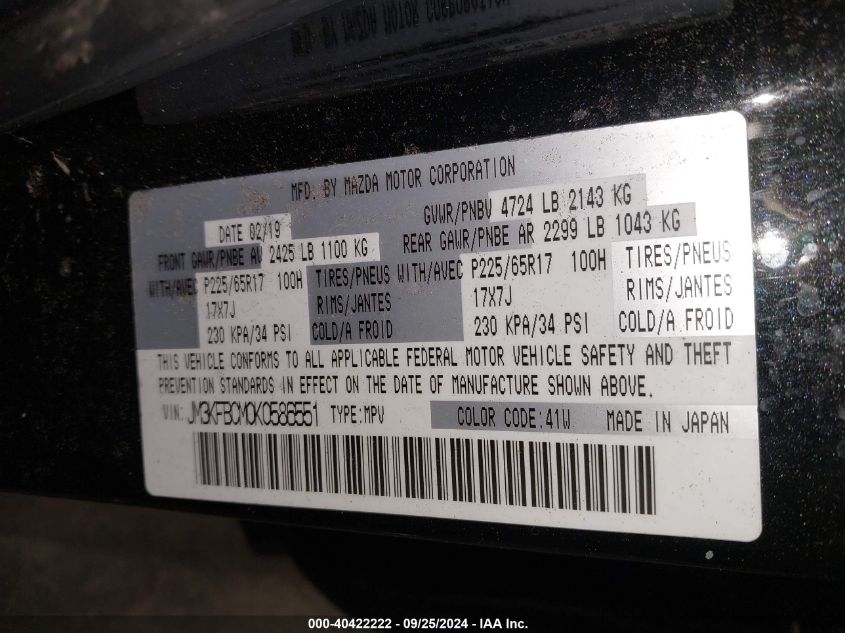 MFD. BY MAZDA MOTOR CORPORATION
DATE 02/19 GVWR/PNBV 4724 LB 2143 KG
FRONT GAWR/PNBE AV 2425 LB 1100 KG REAR GAWR/PNBE AR 2299 LB 1043 KG
WITH/AVEC P225/65R17 100H TIRES/PNEUS WITH/AVEC P225/65R17 100H TIRES/PNEUS
17X7J RIMS/JANTES 17X7J RIMS/JANTES
230 KPA/34 PSI COLD/A FROID 230 KPA/34 PSI COLD/A FROID
THIS VEHICLE CONFORMS TO ALL APPLICABLE FEDERAL MOTOR VEHICLE SAFETY AND THEFT
PREVENTION STANDARDS IN EFFECT ON THE DATE OF MANUFACTURE SHOWN ABOVE.
VIN: JM3KFBCM0K0586551 TYPE:MPV COLOR CODE:41W MADE IN JAPAN
000-40422222 - 09/25/2024 - IAA Inc.